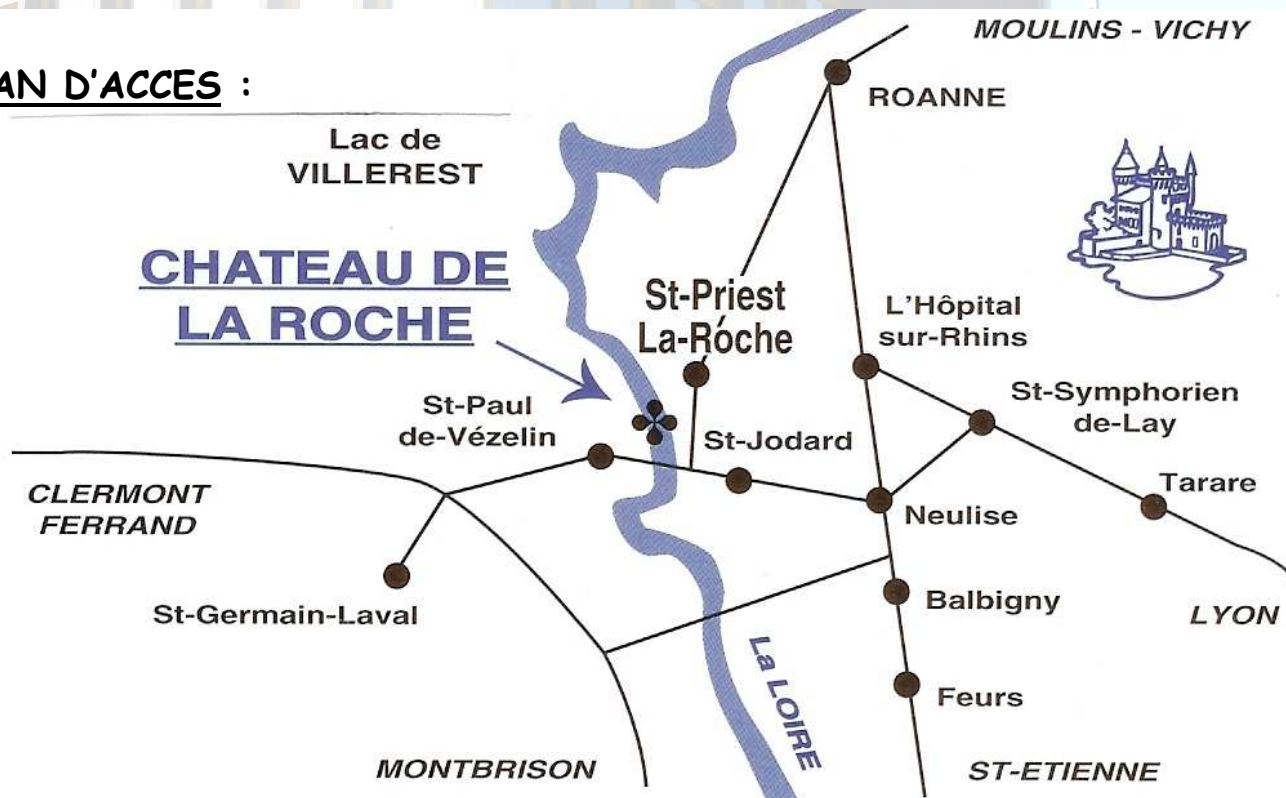 AN D'ACCES :
MOULINS - VICHY
ROANNE
Lac de
VILLEREST
CHATEAU DE
LA ROCHE
St-Priest
La-Roche
L'Hôpital
sur-Rhins
St-Symphorien
de-Lay
St-Paul
de-Vézelin
St-Jodard
Tarare
CLERMONT
FERRAND
Neulise
St-Germain-Laval
Balbigny
LYON
La LOIRE
Feurs
MONTBRISON
ST-ETIENNE